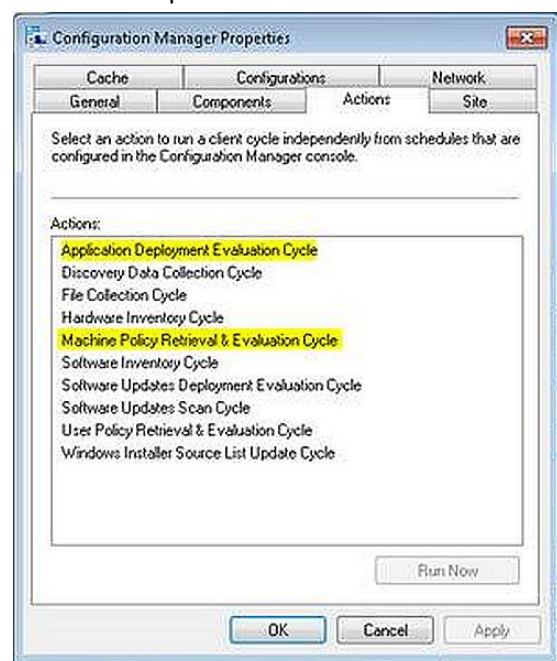 Configuration Manager Properties
Cache Configurations Network
General Components Actions Site
Select an action to run a client cycle independently from schedules that are
configured in the Configuration Manager console.
Actions:
Application Deployment Evaluation Cycle
Discovery Data Collection Cycle
File Collection Cycle
Hardware Inventory Cycle
Machine Policy Retrieval & Evaluation Cycle
Software Inventory Cycle
Software Updates Deployment Evaluation Cycle
Software Updates Scan Cycle
User Policy Retrieval & Evaluation Cycle
Windows Installer Source List Update Cycle
Run Now
OK Cancel Apply